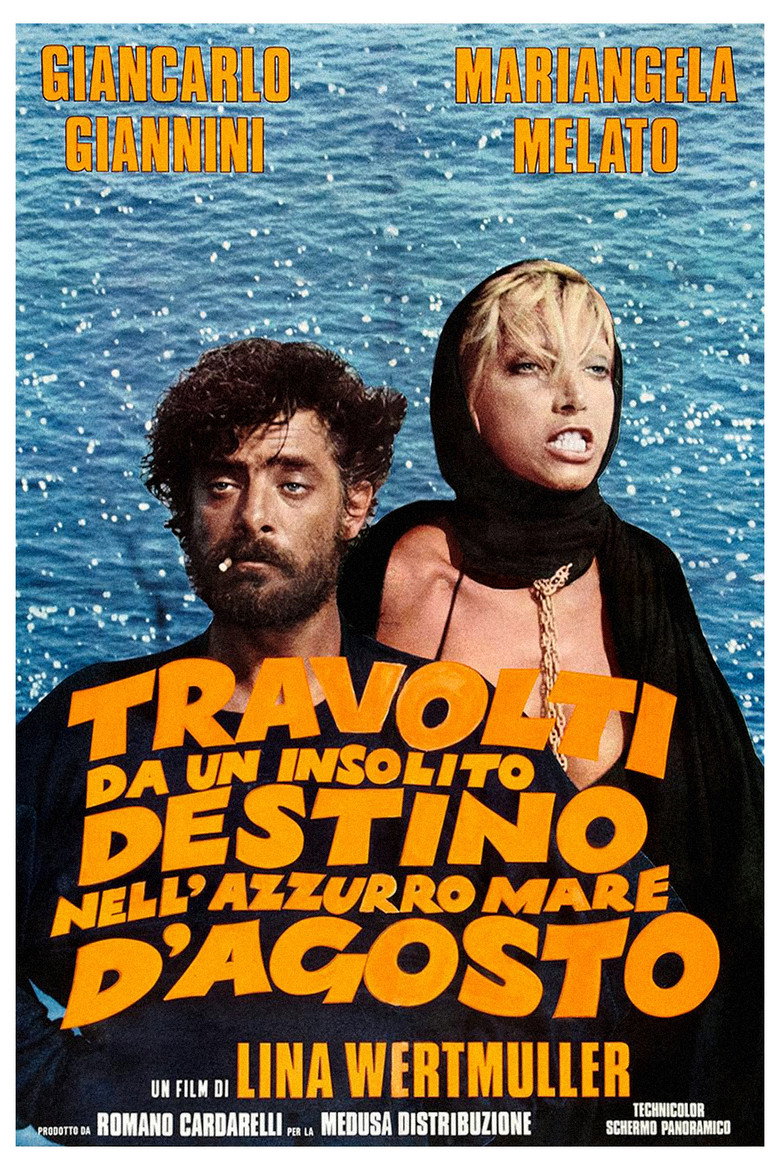 GIANCARLO
GIANNINI
MARIANGELA
MELATO
TRAVOLTI
DA UN INSOLITO
DESTINO
NELL'AZZURRO MARE
D'AGOSTO
UN FILM DI LINA WERTMULLER
PRODOTTO DA ROMANO CARDARELLI PER LA MEDUSA DISTRIBUZIONE
TECHNICOLOR
SCHERMO PANORAMICO